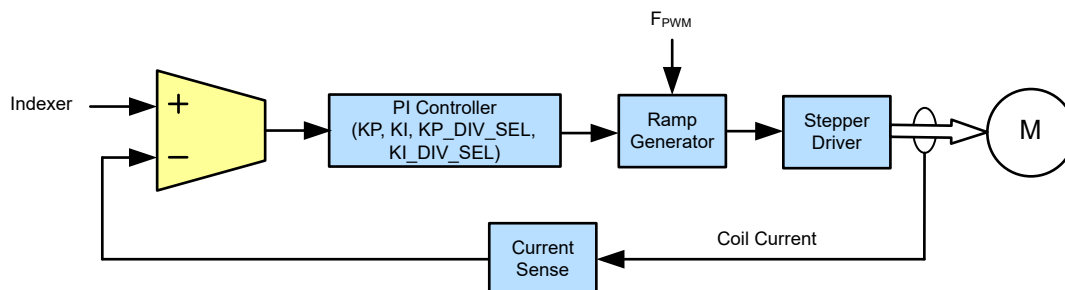 F_PWM
Indexer
+
−
PI Controller
(KP, KI, KP_DIV_SEL,
KI_DIV_SEL)
Ramp
Generator
Stepper
Driver
M
Coil Current
Current
Sense